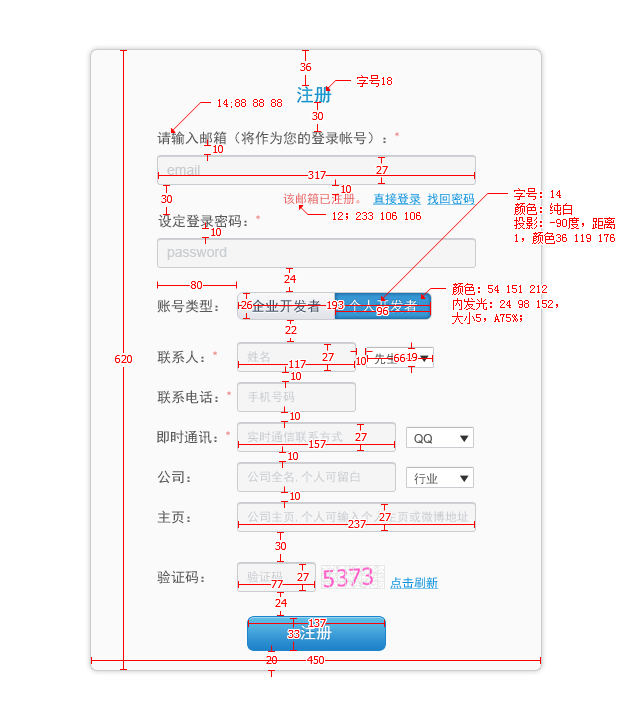 36
字号18
注册
14;88 88 88
30
请输入邮箱（将作为您的登录帐号）：*
10
email
27
317
10
30
该邮箱已注册。 直接登录 找回密码
字号：14
颜色：纯白
投影：-90度，距离
1，颜色36 119 176
12；233 106 106
设定登录密码：*
10
password
24
80
颜色：54 151 212
内发光：24 98 152，
大小5，A75%；
账号类型：
26
企业开发者
193
个人开发者
96
22
620
联系人：*
姓名
27
117
10
先生
66
19
10
联系电话：*
手机号码
10
即时通讯：*
实时通信联系方式
27
157
QQ
10
公司：
公司全名,个人可留白
行业
10
主页：
公司主页,个人可输入个人主页或微博地址
27
237
30
验证码：
验证码
27
77
5373
点击刷新
24
137
33
注册
20
450